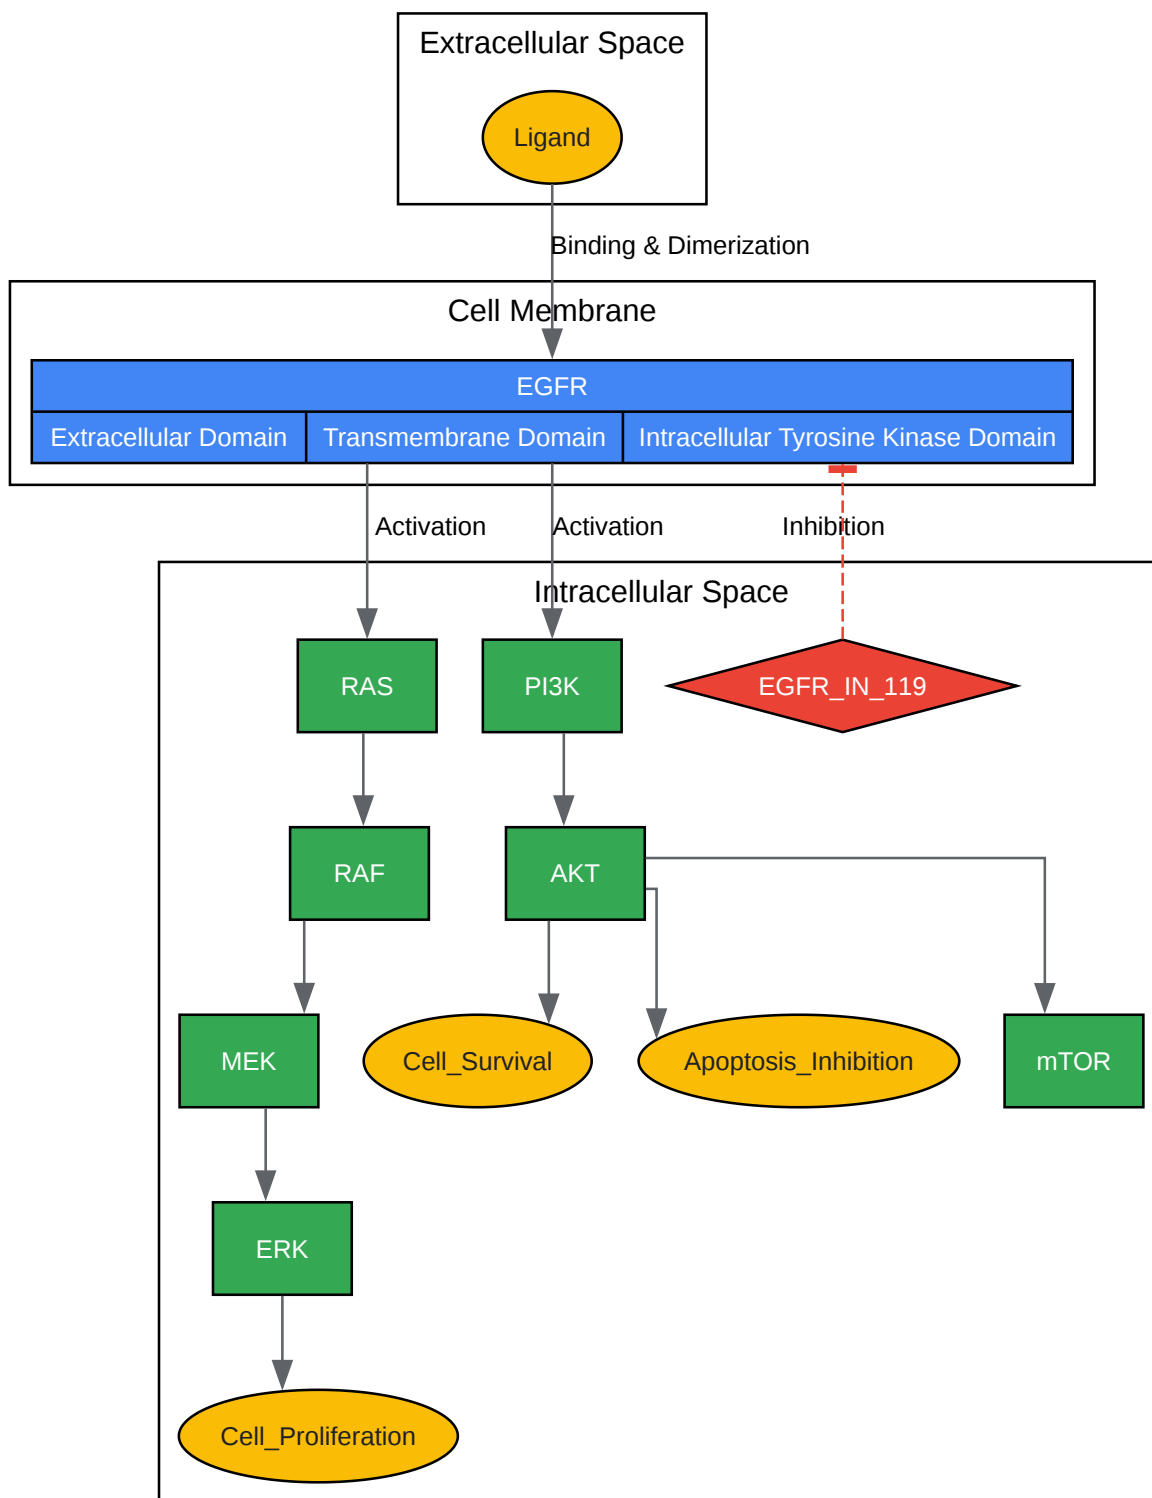 Extracellular Space
Ligand
Binding & Dimerization
Cell Membrane
EGFR
Extracellular Domain
Transmembrane Domain
Intracellular Tyrosine Kinase Domain
Activation
Activation
Inhibition
Intracellular Space
RAS
PI3K
EGFR_IN_119
RAF
AKT
MEK
Cell_Survival
Apoptosis_Inhibition
mTOR
ERK
Cell_Proliferation